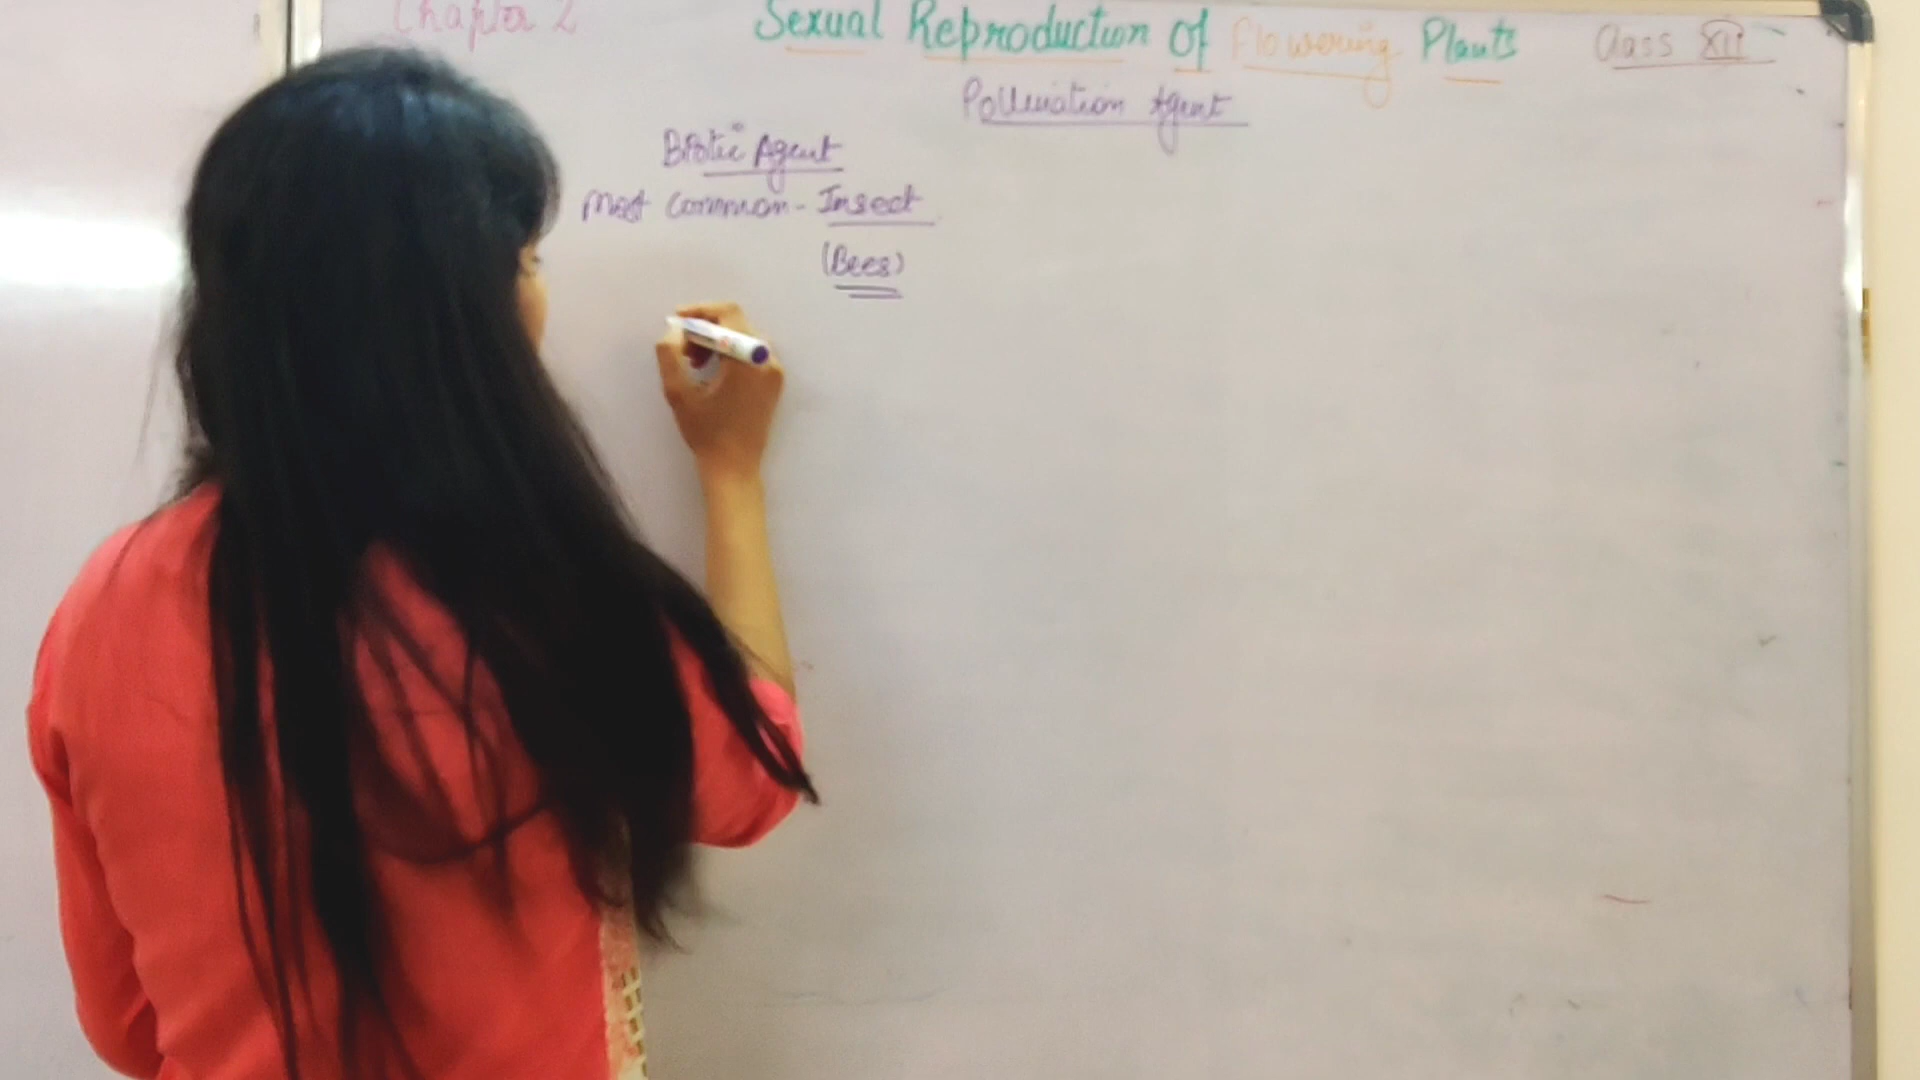 Chapter 2 Sexual Reproduction Of Flowering Plants Class XII
Pollination Agent
Biotic Agent
Most Common - Insect
(Bees)